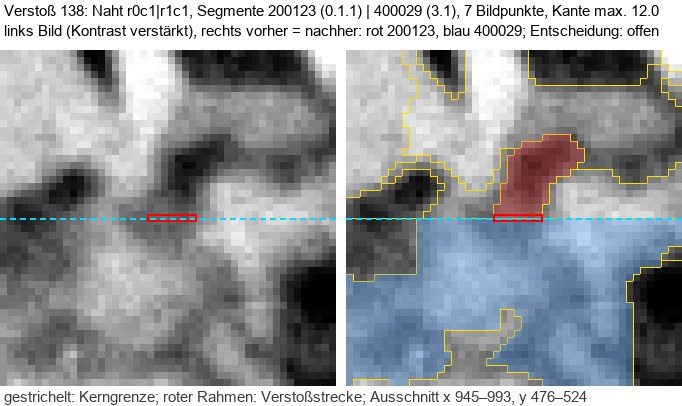 Verstoß 138: Naht r0c1|r1c1, Segmente 200123 (0.1.1) | 400029 (3.1), 7 Bildpunkte, Kante max. 12.0
links Bild (Kontrast verstärkt), rechts vorher = nachher: rot 200123, blau 400029; Entscheidung: offen
gestrichelt: Kerngrenze; roter Rahmen: Verstoßstrecke; Ausschnitt x 945–993, y 476–524